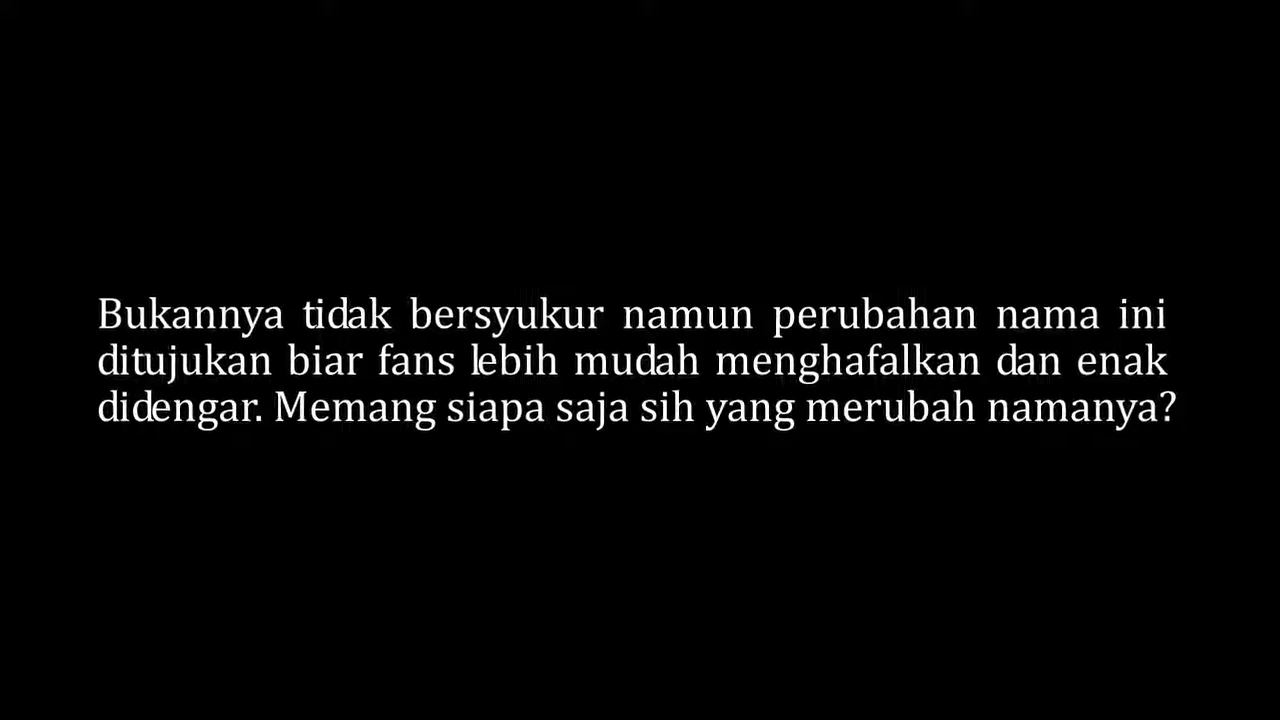 Bukannya tidak bersyukur namun perubahan nama ini
ditujukan biar fans lebih mudah menghafalkan dan enak
didengar. Memang siapa saja sih yang merubah namanya?